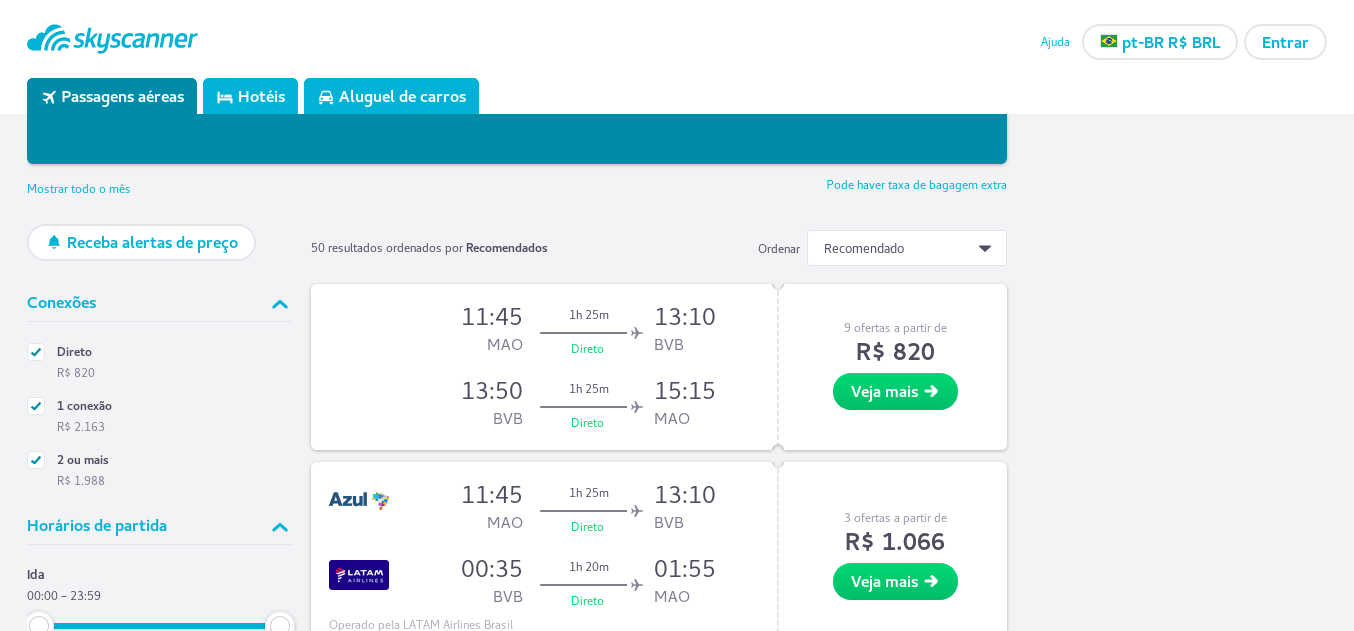 skyscanner
Ajuda
pt-BR R$ BRL
Entrar
Passagens aéreas
Hotéis
Aluguel de carros
Mostrar todo o mês
Pode haver taxa de bagagem extra
Receba alertas de preço
50 resultados ordenados por Recomendados
Ordenar
Recomendado
Conexões
Direto
R$ 820
1 conexão
R$ 2.163
2 ou mais
R$ 1.988
Horários de partida
Ida
00:00 – 23:59
11:45 1h 25m 13:10
MAO Direto BVB
13:50 1h 25m 15:15
BVB Direto MAO
9 ofertas a partir de
R$ 820
Veja mais
Azul
11:45 1h 25m 13:10
MAO Direto BVB
LATAM
AIRLINES
00:35 1h 20m 01:55
BVB Direto MAO
Operado pela LATAM Airlines Brasil
3 ofertas a partir de
R$ 1.066
Veja mais